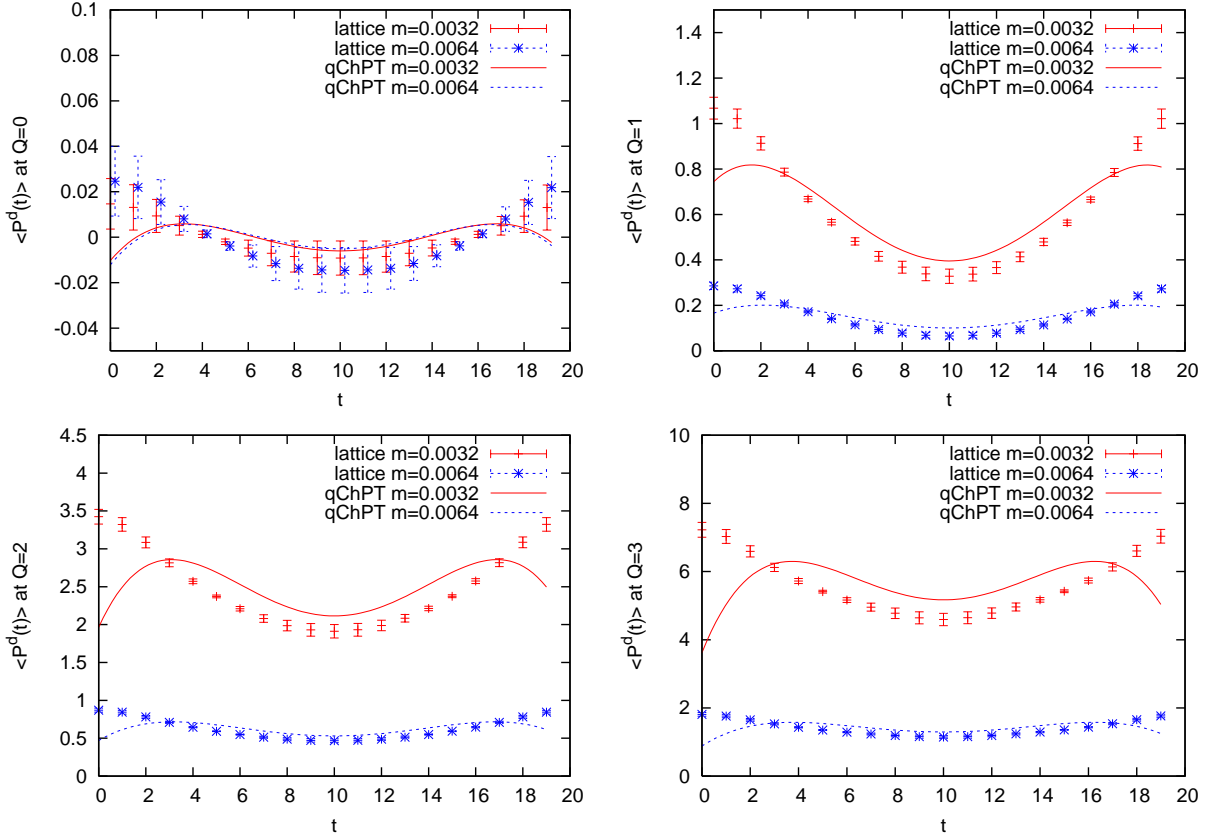 <P^d(t)> at Q=0
0.1
0.08
0.06
0.04
0.02
0
-0.02
-0.04
lattice m=0.0032
lattice m=0.0064
qChPT m=0.0032
qChPT m=0.0064
0 2 4 6 8 10 12 14 16 18 20
t
<P^d(t)> at Q=1
1.4
1.2
1
0.8
0.6
0.4
0.2
0
lattice m=0.0032
lattice m=0.0064
qChPT m=0.0032
qChPT m=0.0064
0 2 4 6 8 10 12 14 16 18 20
t
<P^d(t)> at Q=2
4.5
4
3.5
3
2.5
2
1.5
1
0.5
0
lattice m=0.0032
lattice m=0.0064
qChPT m=0.0032
qChPT m=0.0064
0 2 4 6 8 10 12 14 16 18 20
t
<P^d(t)> at Q=3
10
8
6
4
2
0
lattice m=0.0032
lattice m=0.0064
qChPT m=0.0032
qChPT m=0.0064
0 2 4 6 8 10 12 14 16 18 20
t